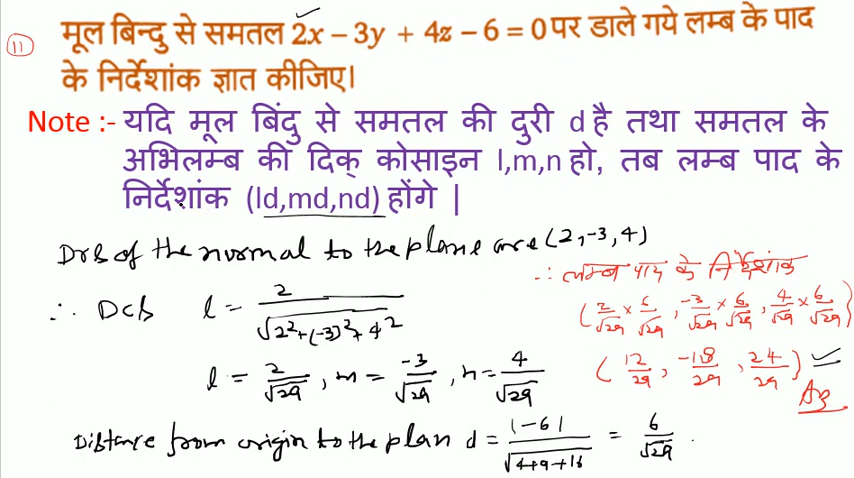 11
मूल बिन्दु से समतल 2x – 3y + 4z – 6 = 0 पर डाले गये लम्ब के पाद
के निर्देशांक ज्ञात कीजिए।
Note :- यदि मूल बिंदु से समतल की दुरी d है तथा समतल के
अभिलम्ब की दिक् कोसाइन l,m,n हो, तब लम्ब पाद के
निर्देशांक (ld,md,nd) होंगे |
Drs of the normal to the plane are (2,-3,4)
∴ Dcs l = 2/√(2²+(-3)²+4²)
l = 2/√29, m = -3/√29, n = 4/√29
Distance from origin to the plan d = |-6|/√(4+9+16) = 6/√29 .
∴ लम्ब पाद के निर्देशांक
(2/√29 × 6/√29, -3/√29 × 6/√29, 4/√29 × 6/√29)
(12/29, -18/29, 24/29)
Ans